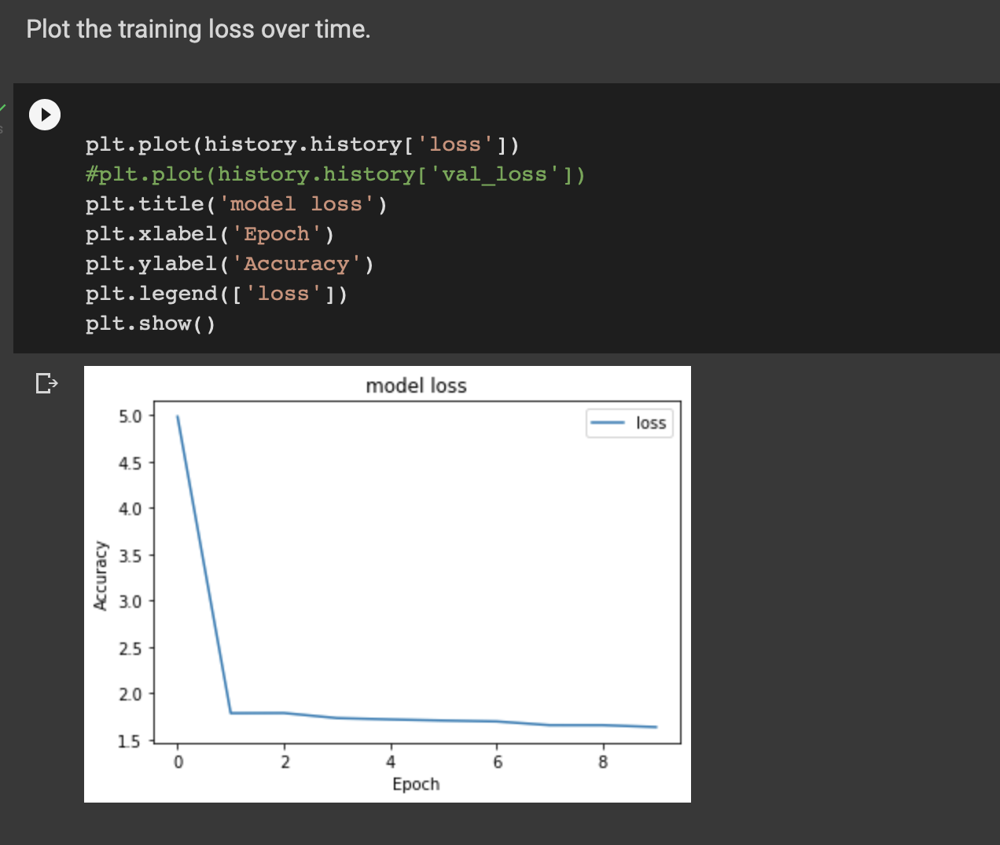 Plot the training loss over time.
plt.plot(history.history['loss'])
#plt.plot(history.history['val_loss'])
plt.title('model loss')
plt.xlabel('Epoch')
plt.ylabel('Accuracy')
plt.legend(['loss'])
plt.show()
model loss
loss
5.0
4.5
4.0
3.5
3.0
2.5
2.0
1.5
Accuracy
0 2 4 6 8
Epoch